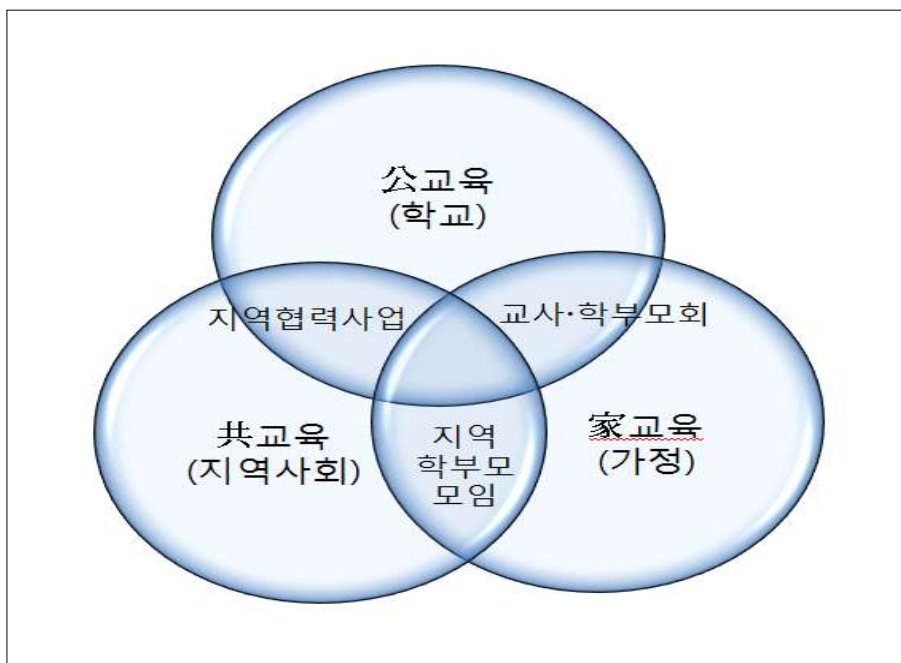 公교육
(학교)
지역협력사업
교사·학부모회
共교육
(지역사회)
지역
학부모
모임
家교육
(가정)